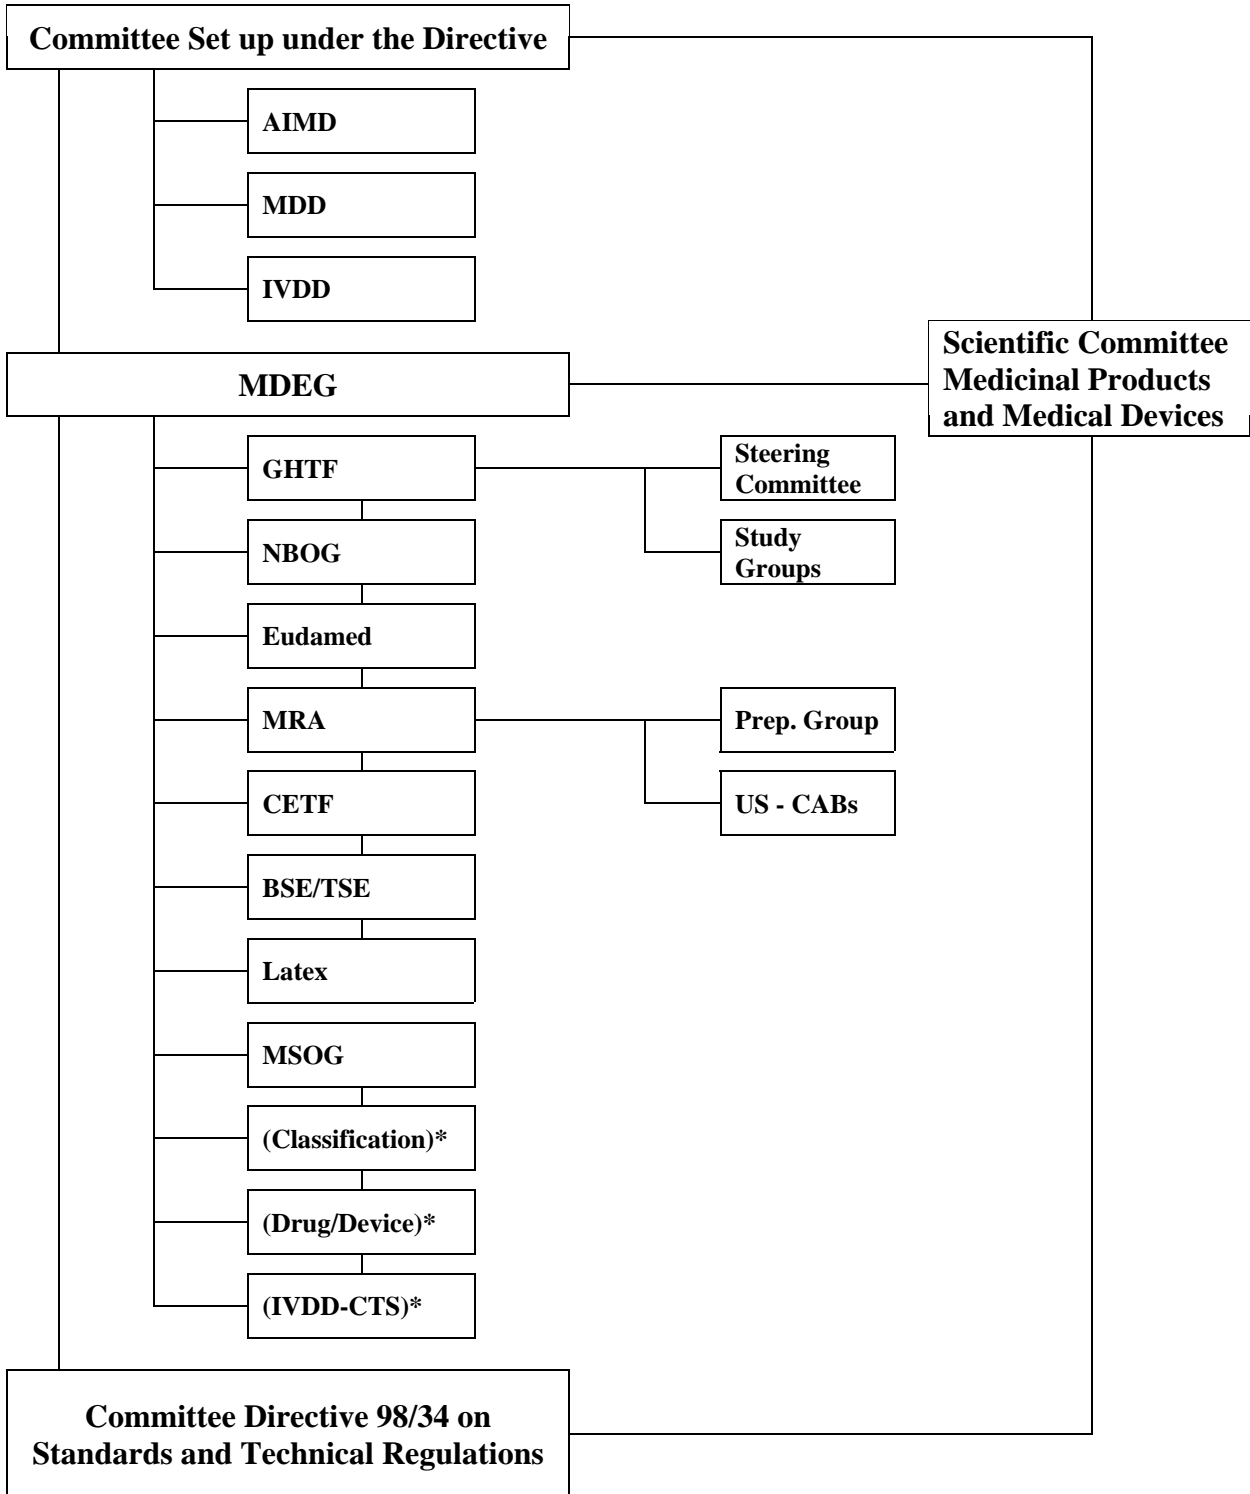 Committee Set up under the Directive
AIMD
MDD
IVDD
MDEG
Scientific Committee
Medicinal Products
and Medical Devices
GHTF
Steering
Committee
NBOG
Study
Groups
Eudamed
MRA
Prep. Group
CETF
US - CABs
BSE/TSE
Latex
MSOG
(Classification)*
(Drug/Device)*
(IVDD-CTS)*
Committee Directive 98/34 on
Standards and Technical Regulations